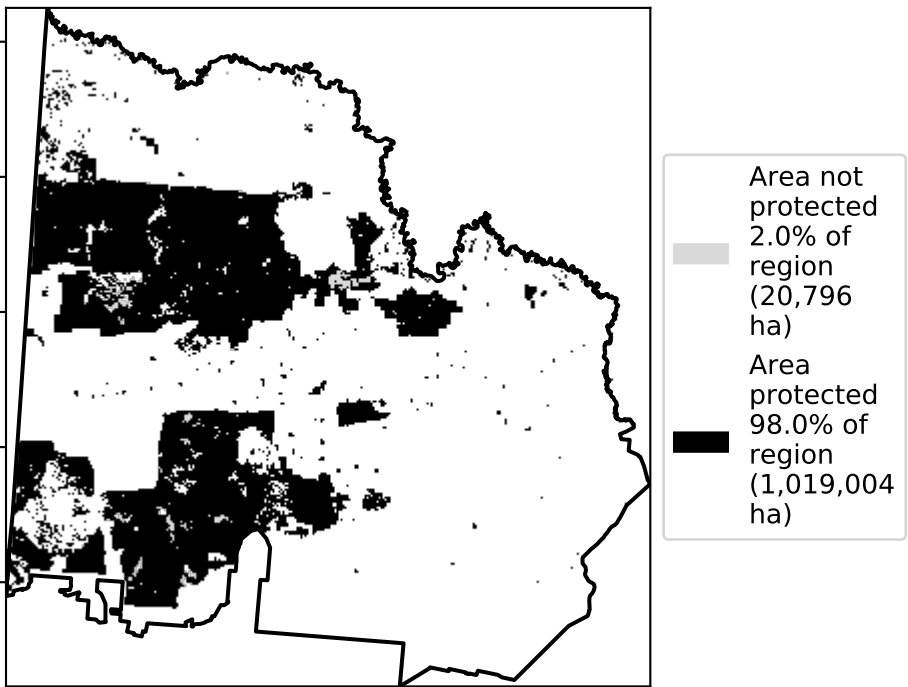 Area not
protected
2.0% of
region
(20,796
ha)
Area
protected
98.0% of
region
(1,019,004
ha)